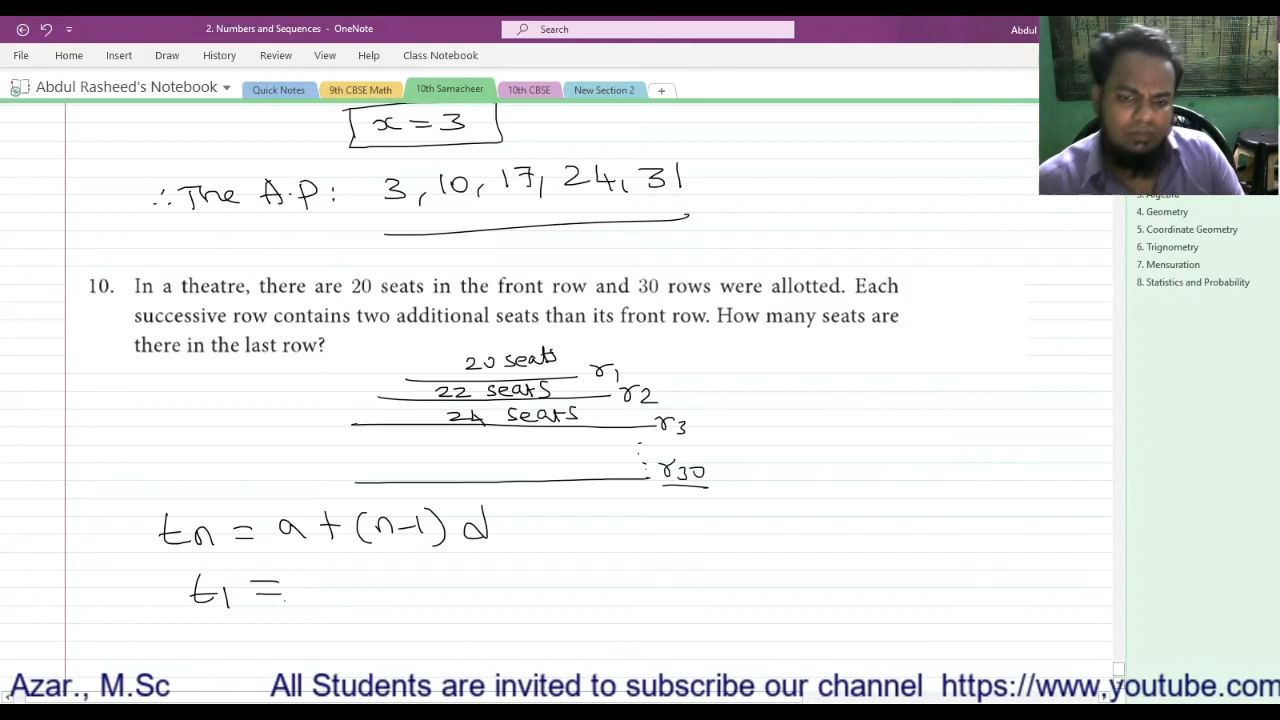 2. Numbers and Sequences - OneNote
Search
Abdul
File Home Insert Draw History Review View Help Class Notebook
Abdul Rasheed's Notebook
Quick Notes 9th CBSE Math 10th Samacheer 10th CBSE New Section 2 +
x = 3
∴ The A.P: 3, 10, 17, 24, 31
4. Geometry
5. Coordinate Geometry
6. Trignometry
7. Mensuration
8. Statistics and Probability
10. In a theatre, there are 20 seats in the front row and 30 rows were allotted. Each
successive row contains two additional seats than its front row. How many seats are
there in the last row?
20 seats r1
22 seats r2
24 seats r3
r30
tn = a + (n-1) d
t1 =
Azar., M.Sc All Students are invited to subscribe our channel https://www.youtube.com